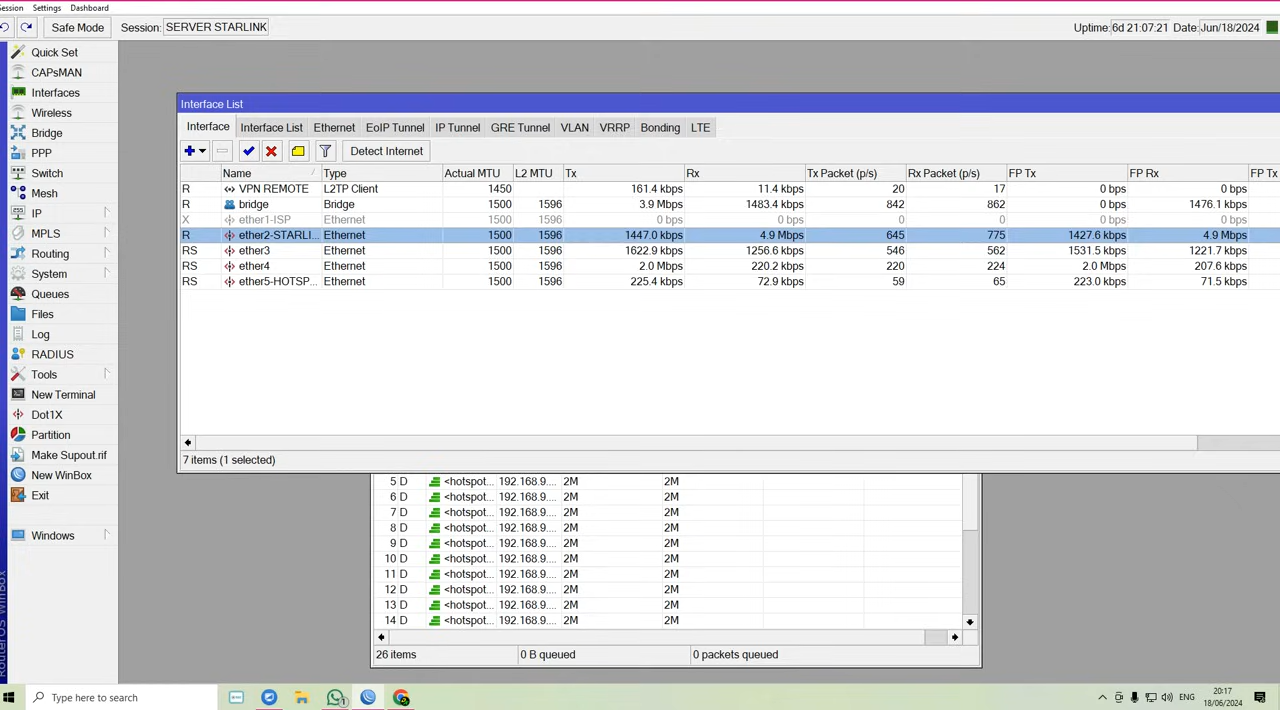 Session Settings Dashboard
Safe Mode Session: SERVER STARLINK Uptime: 6d 21:07:21 Date: Jun/18/2024
Quick Set
CAPsMAN
Interfaces
Wireless
Bridge
PPP
Switch
Mesh
IP
MPLS
Routing
System
Queues
Files
Log
RADIUS
Tools
New Terminal
Dot1X
Partition
Make Supout.rif
New WinBox
Exit
Windows
RouterOS WinBox
Interface List
Interface Interface List Ethernet EoIP Tunnel IP Tunnel GRE Tunnel VLAN VRRP Bonding LTE
Detect Internet
Name Type Actual MTU L2 MTU Tx Rx Tx Packet (p/s) Rx Packet (p/s) FP Tx FP Rx FP Tx
R VPN REMOTE L2TP Client 1450 161.4 kbps 11.4 kbps 20 17 0 bps 0 bps
R bridge Bridge 1500 1596 3.9 Mbps 1483.4 kbps 842 862 0 bps 1476.1 kbps
X ether1-ISP Ethernet 1500 1596 0 bps 0 bps 0 0 0 bps 0 bps
R ether2-STARLI... Ethernet 1500 1596 1447.0 kbps 4.9 Mbps 645 775 1427.6 kbps 4.9 Mbps
RS ether3 Ethernet 1500 1596 1622.9 kbps 1256.6 kbps 546 562 1531.5 kbps 1221.7 kbps
RS ether4 Ethernet 1500 1596 2.0 Mbps 220.2 kbps 220 224 2.0 Mbps 207.6 kbps
RS ether5-HOTSP... Ethernet 1500 1596 225.4 kbps 72.9 kbps 59 65 223.0 kbps 71.5 kbps
7 items (1 selected)
5 D <hotspot... 192.168.9.... 2M 2M
6 D <hotspot... 192.168.9.... 2M 2M
7 D <hotspot... 192.168.9.... 2M 2M
8 D <hotspot... 192.168.9.... 2M 2M
9 D <hotspot... 192.168.9.... 2M 2M
10 D <hotspot... 192.168.9.... 2M 2M
11 D <hotspot... 192.168.9.... 2M 2M
12 D <hotspot... 192.168.9.... 2M 2M
13 D <hotspot... 192.168.9.... 2M 2M
14 D <hotspot... 192.168.9.... 2M 2M
26 items 0 B queued 0 packets queued
Type here to search 1 ENG 20:17
18/06/2024